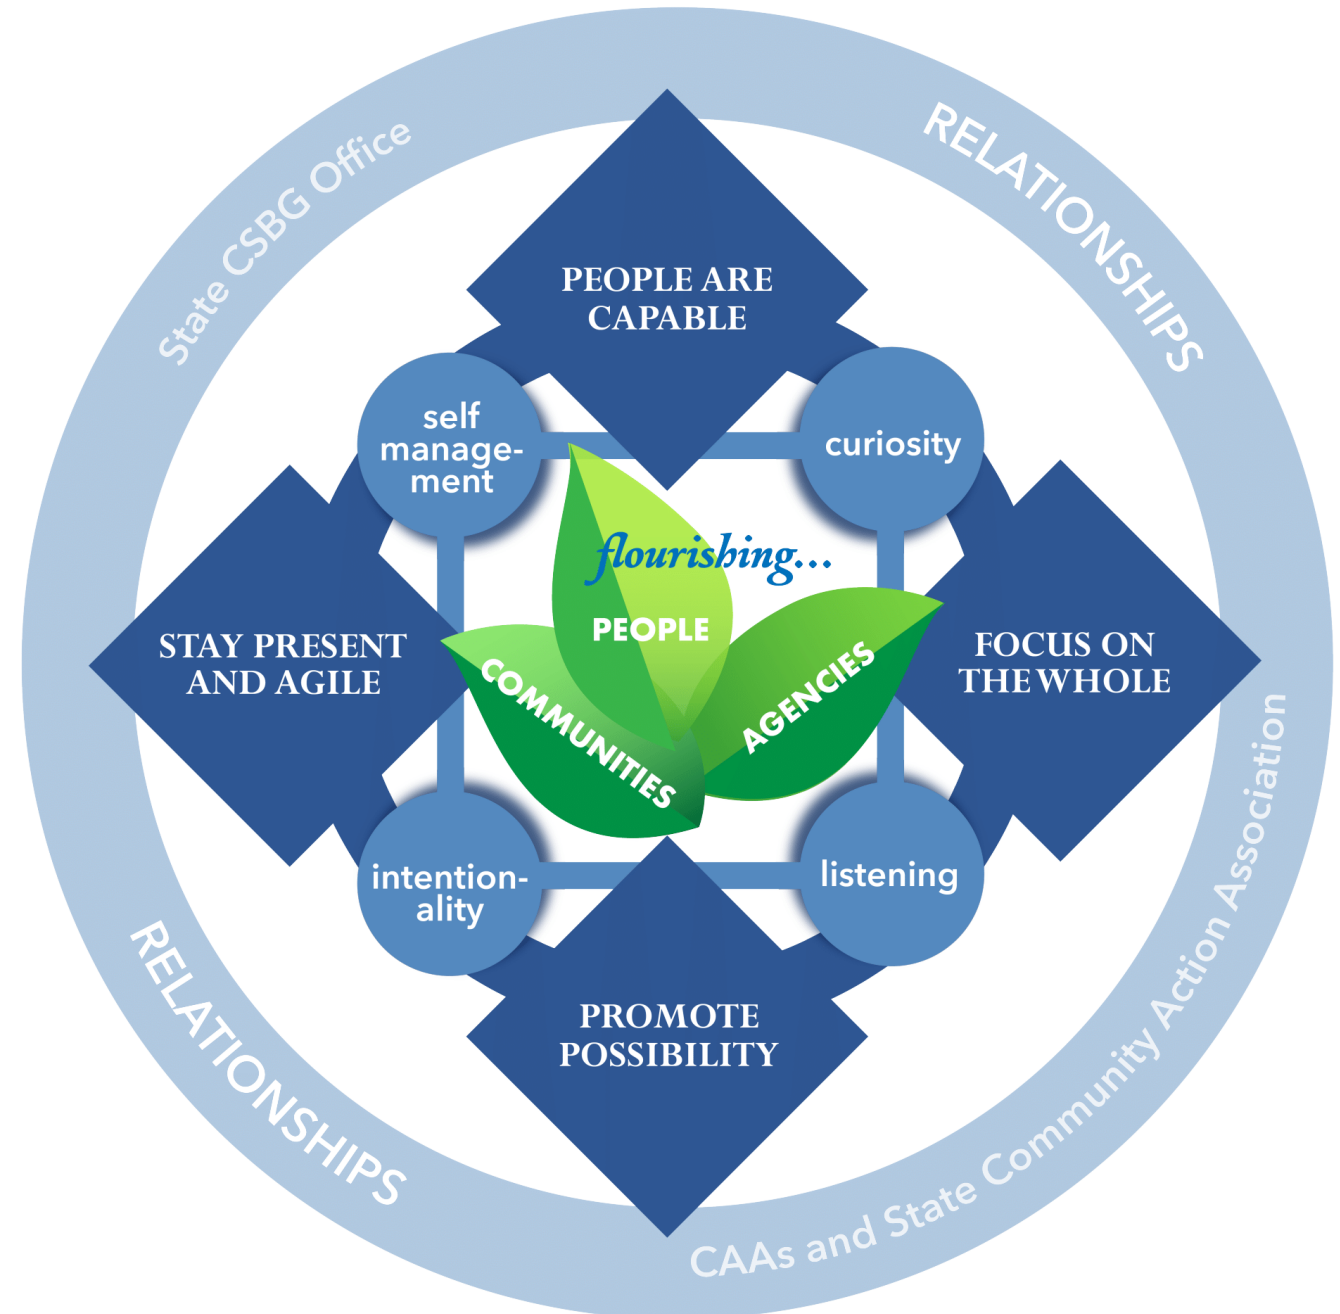 State CSBG Office
RELATIONSHIPS
PEOPLE ARE
CAPABLE
self
manage-
ment
curiosity
flourishing...
PEOPLE
COMMUNITIES
AGENCIES
STAY PRESENT
AND AGILE
FOCUS ON
THE WHOLE
intention-
ality
listening
PROMOTE
POSSIBILITY
RELATIONSHIPS
CAAs and State Community Action Association